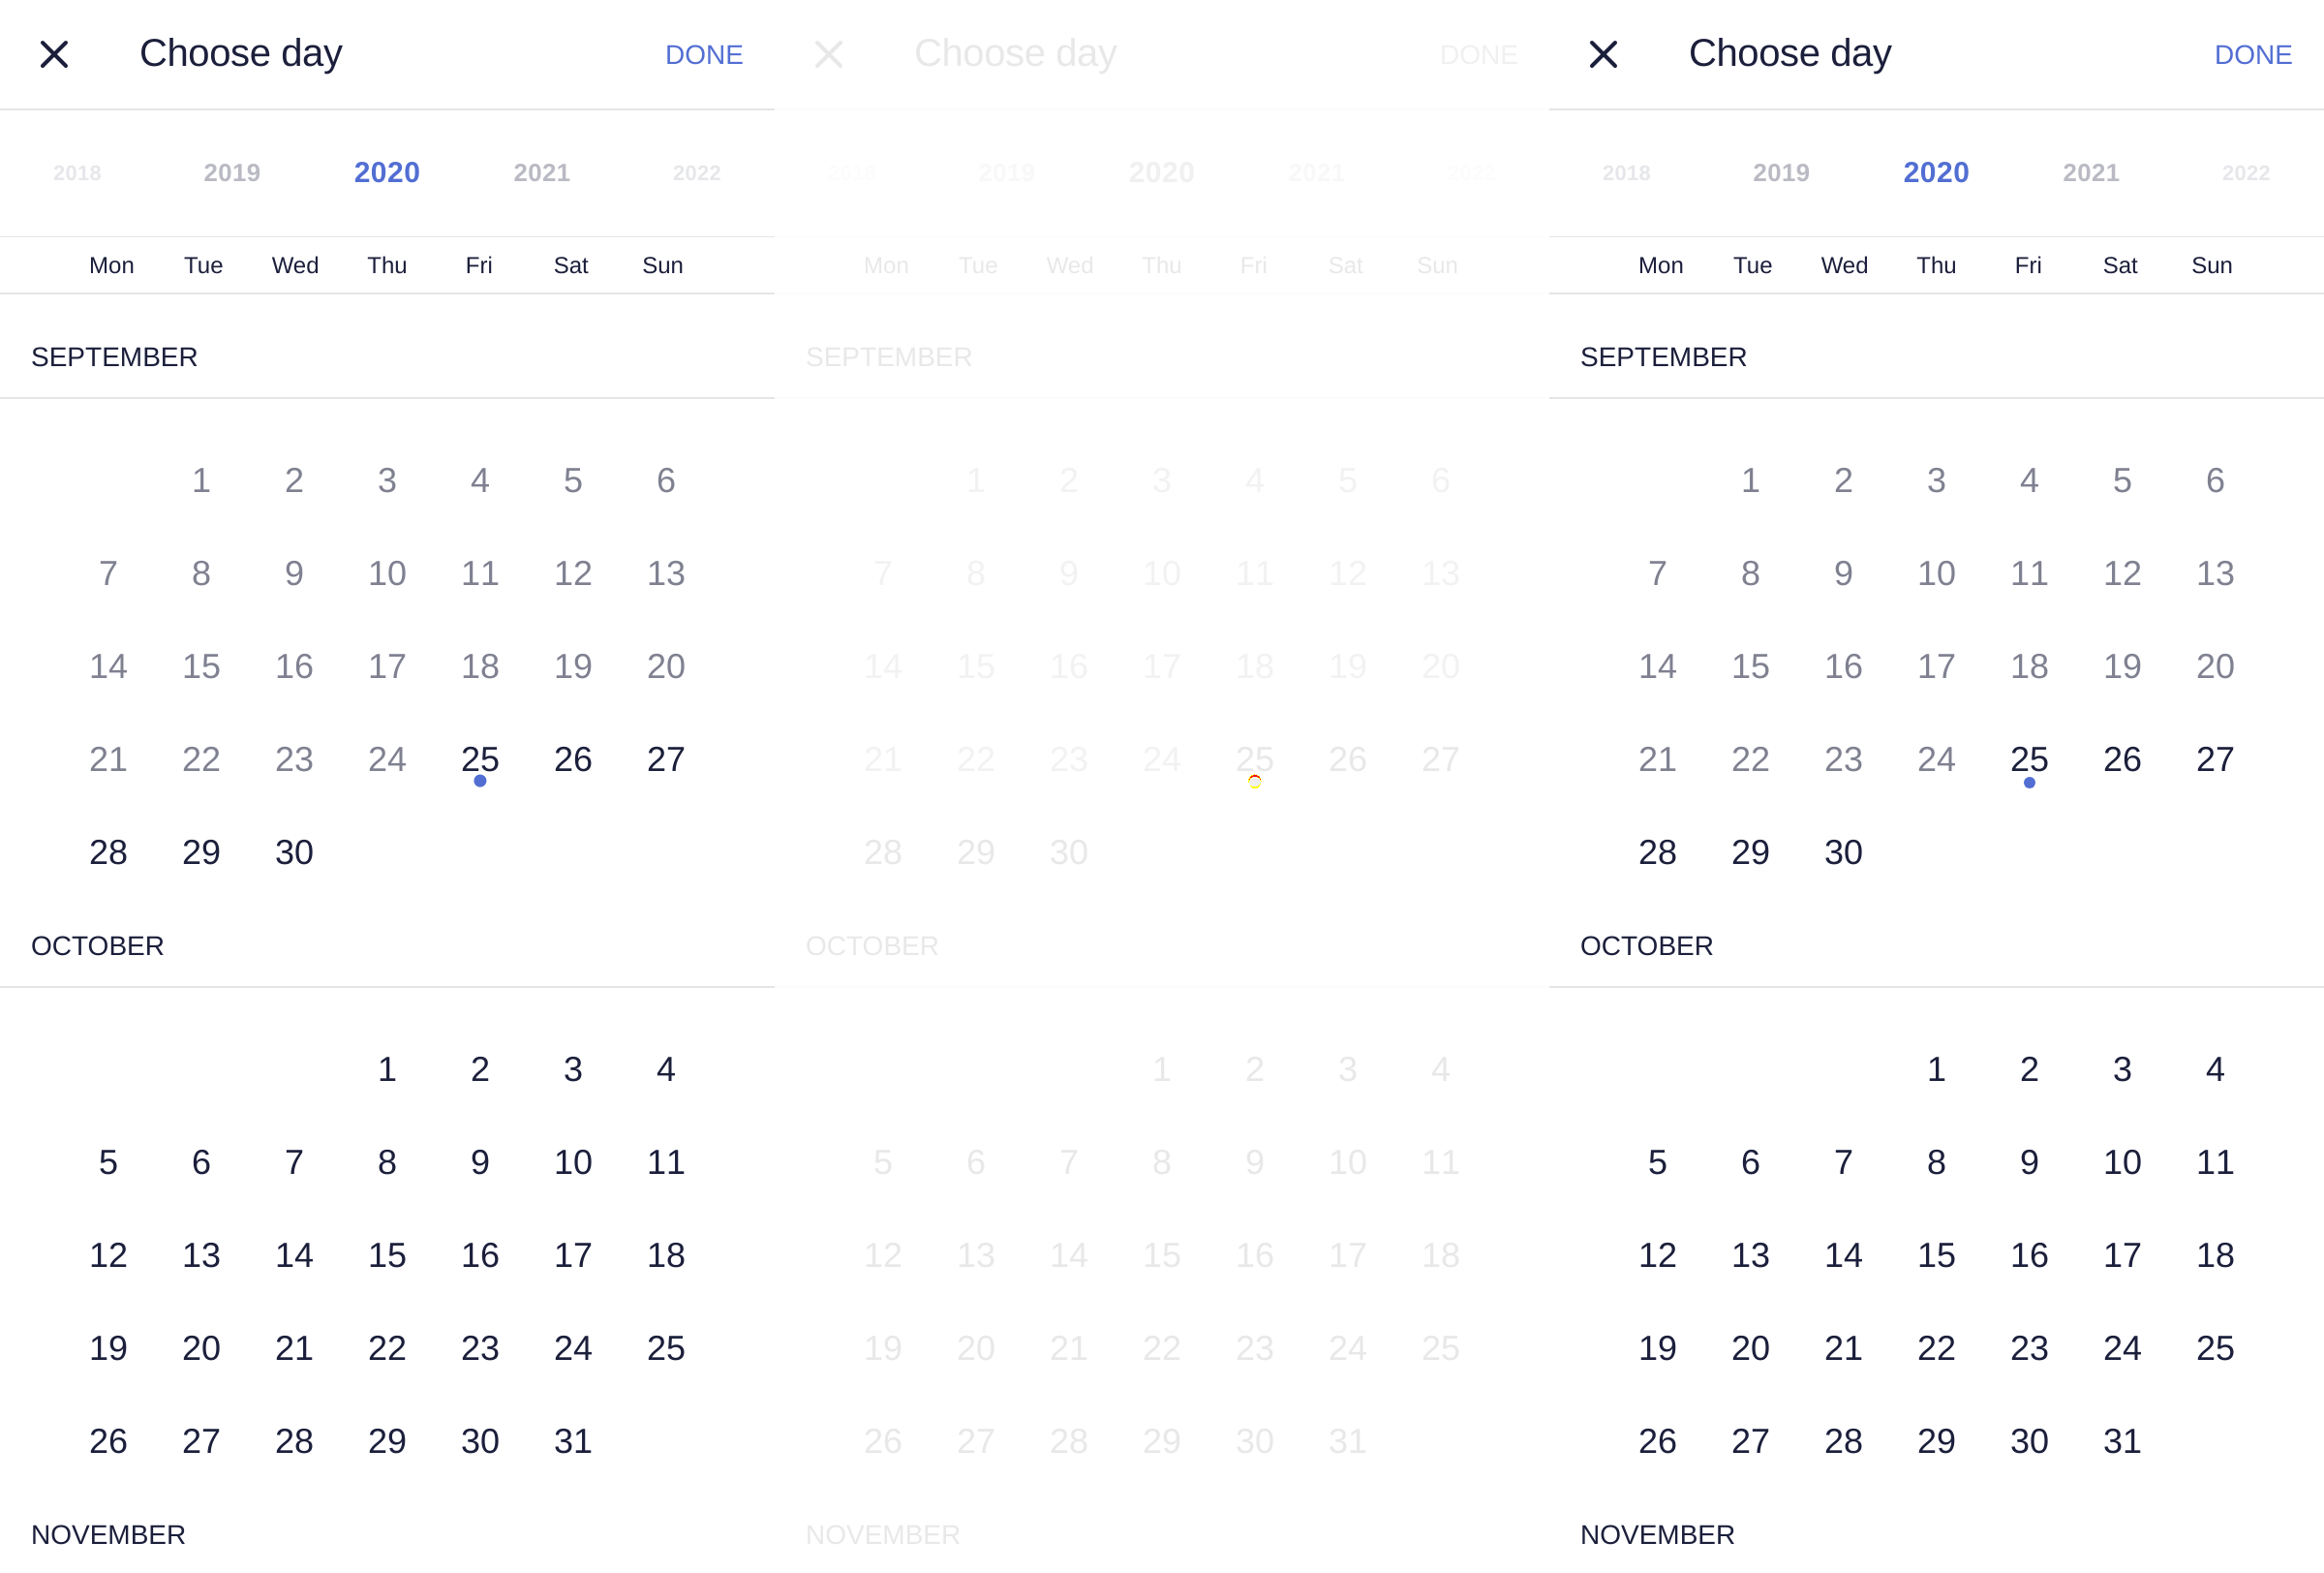 Choose day DONE
2018 2019 2020 2021 2022
Mon Tue Wed Thu Fri Sat Sun
SEPTEMBER
1 2 3 4 5 6
7 8 9 10 11 12 13
14 15 16 17 18 19 20
21 22 23 24 25 26 27
28 29 30
OCTOBER
1 2 3 4
5 6 7 8 9 10 11
12 13 14 15 16 17 18
19 20 21 22 23 24 25
26 27 28 29 30 31
NOVEMBER
Choose day DONE
2018 2019 2020 2021 2022
Mon Tue Wed Thu Fri Sat Sun
SEPTEMBER
1 2 3 4 5 6
7 8 9 10 11 12 13
14 15 16 17 18 19 20
21 22 23 24 25 26 27
28 29 30
OCTOBER
1 2 3 4
5 6 7 8 9 10 11
12 13 14 15 16 17 18
19 20 21 22 23 24 25
26 27 28 29 30 31
NOVEMBER
Choose day DONE
2018 2019 2020 2021 2022
Mon Tue Wed Thu Fri Sat Sun
SEPTEMBER
1 2 3 4 5 6
7 8 9 10 11 12 13
14 15 16 17 18 19 20
21 22 23 24 25 26 27
28 29 30
OCTOBER
1 2 3 4
5 6 7 8 9 10 11
12 13 14 15 16 17 18
19 20 21 22 23 24 25
26 27 28 29 30 31
NOVEMBER